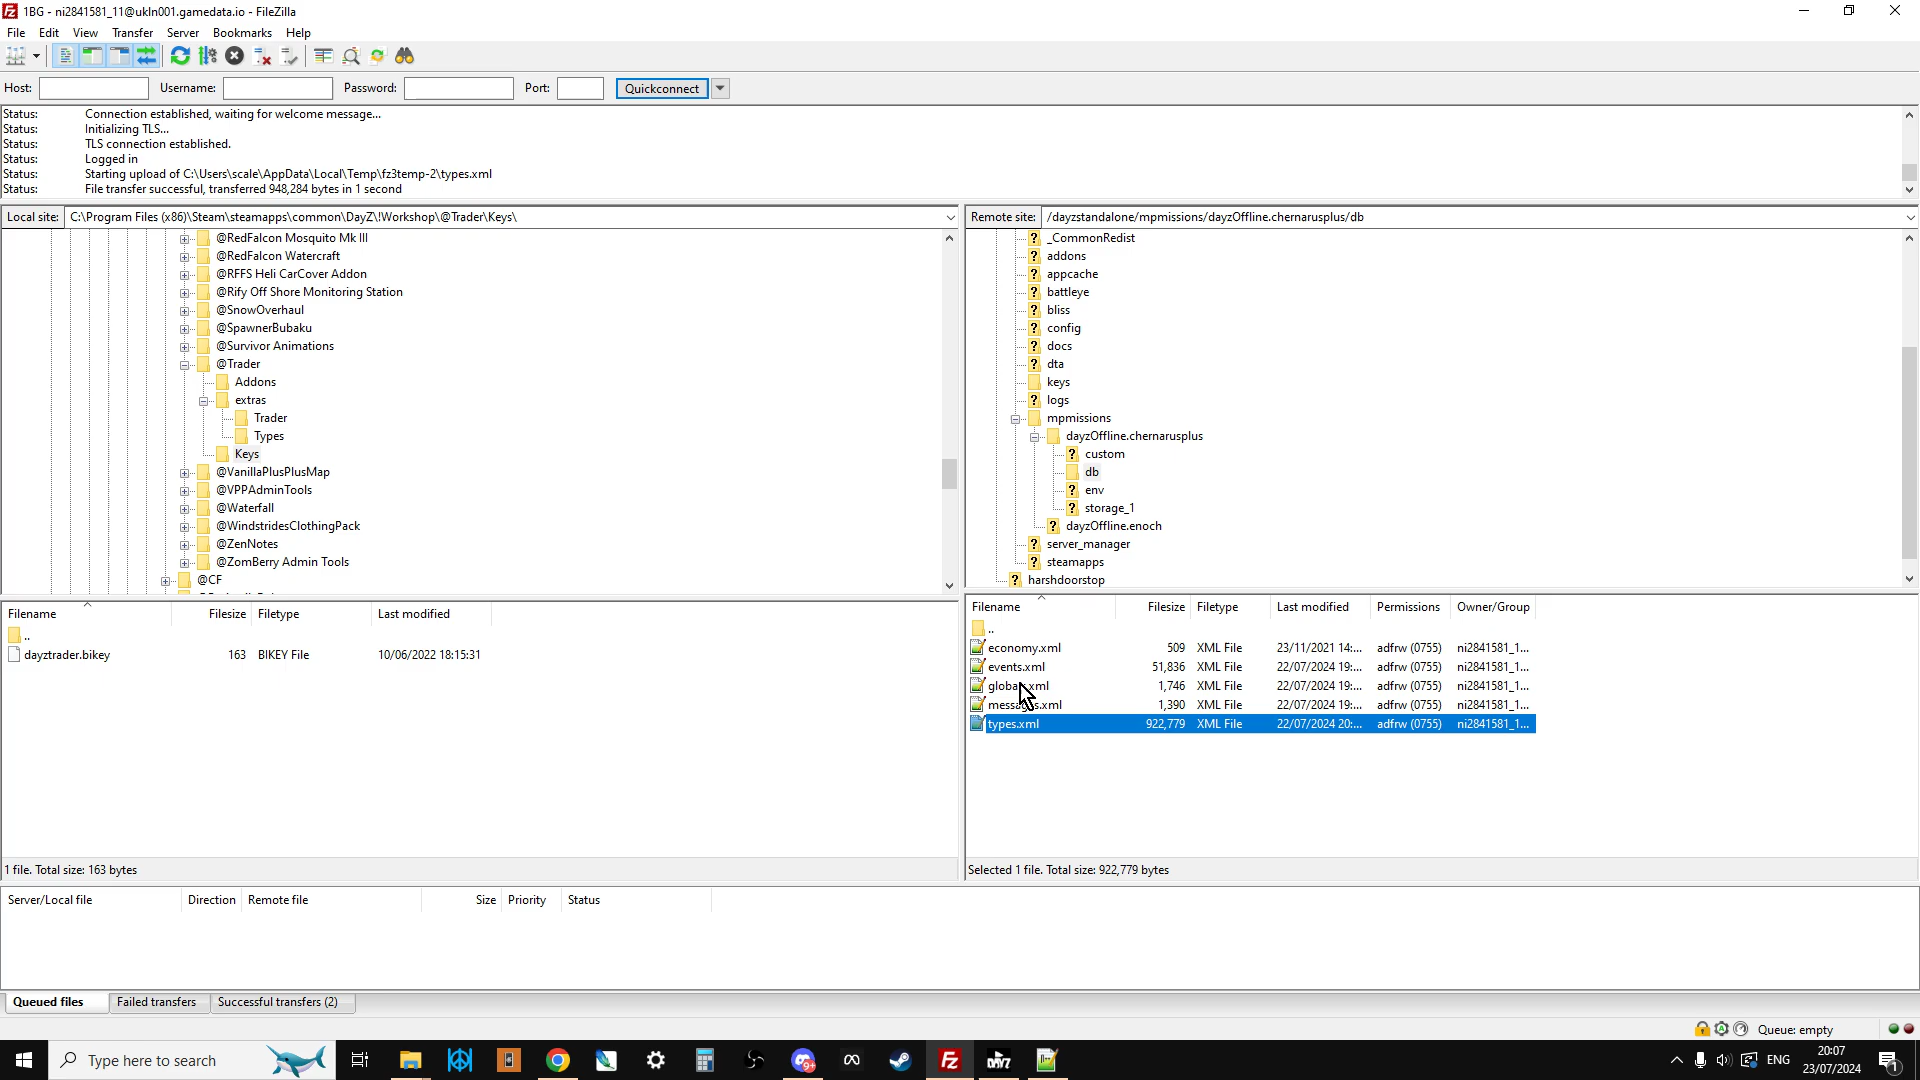 1BG - ni2841581_11@ukln001.gamedata.io - FileZilla
File Edit View Transfer Server Bookmarks Help
Host: Username: Password: Port: Quickconnect
Status: Connection established, waiting for welcome message...
Status: Initializing TLS...
Status: TLS connection established.
Status: Logged in
Status: Starting upload of C:\Users\scale\AppData\Local\Temp\fz3temp-2\types.xml
Status: File transfer successful, transferred 948,284 bytes in 1 second
Local site: C:\Program Files (x86)\Steam\steamapps\common\DayZ\!Workshop\@Trader\Keys\
@RedFalcon Mosquito Mk III
@RedFalcon Watercraft
@RFFS Heli CarCover Addon
@Rify Off Shore Monitoring Station
@SnowOverhaul
@SpawnerBubaku
@Survivor Animations
@Trader
Addons
extras
Trader
Types
Keys
@VanillaPlusPlusMap
@VPPAdminTools
@Waterfall
@WindstridesClothingPack
@ZenNotes
@ZomBerry Admin Tools
@CF
Filename Filesize Filetype Last modified
..
dayztrader.bikey 163 BIKEY File 10/06/2022 18:15:31
1 file. Total size: 163 bytes
Remote site: /dayzstandalone/mpmissions/dayzOffline.chernarusplus/db
_CommonRedist
addons
appcache
battleye
bliss
config
docs
dta
keys
logs
mpmissions
dayzOffline.chernarusplus
custom
db
env
storage_1
dayzOffline.enoch
server_manager
steamapps
harshdoorstop
Filename Filesize Filetype Last modified Permissions Owner/Group
..
economy.xml 509 XML File 23/11/2021 14:... adfrw (0755) ni2841581_1...
events.xml 51,836 XML File 22/07/2024 19:... adfrw (0755) ni2841581_1...
1,746 XML File 22/07/2024 19:... adfrw (0755) ni2841581_1...
1,390 XML File 22/07/2024 19:... adfrw (0755) ni2841581_1...
types.xml 922,779 XML File 22/07/2024 20:... adfrw (0755) ni2841581_1...
Selected 1 file. Total size: 922,779 bytes
Server/Local file Direction Remote file Size Priority Status
Queued files Failed transfers Successful transfers (2)
Queue: empty
Type here to search
9+
DAYZ
ENG
20:07
23/07/2024
1